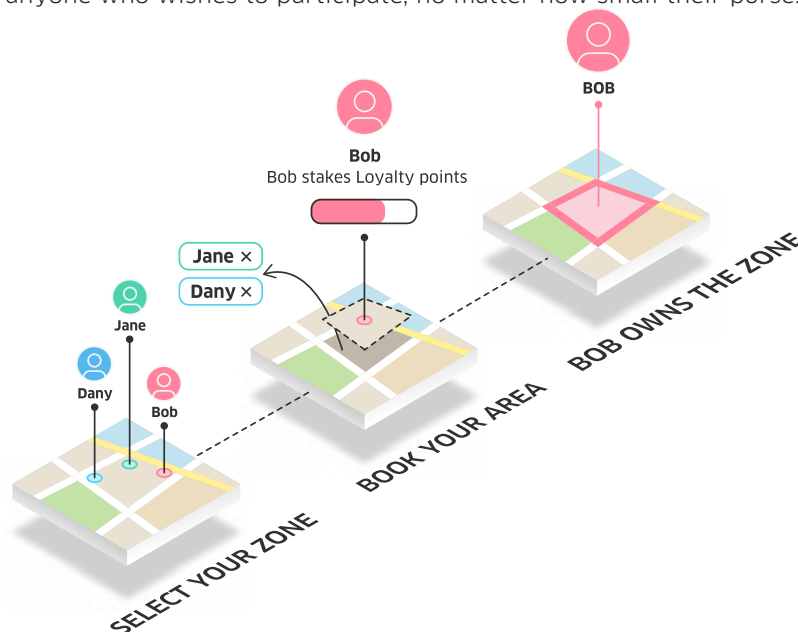 anyone who wishes to participate, no matter how small their purse.
BOB
Bob
Bob stakes Loyalty points
Jane ×
Dany ×
Jane
Dany
Bob
SELECT YOUR ZONE
BOOK YOUR AREA
BOB OWNS THE ZONE